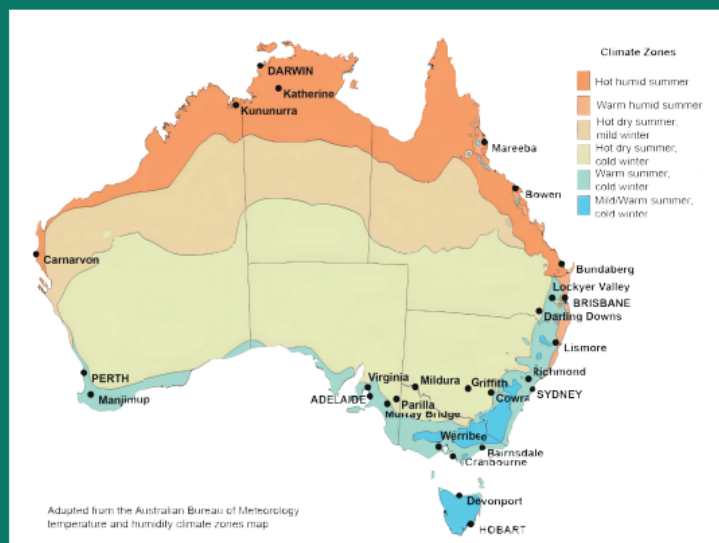 Climate Zones
Hot humid summer
Warm humid summer
Hot dry summer,
mild winter
Hot dry summer,
cold winter
Warm summer,
cold winter
Mild/Warm summer,
cold winter
DARWIN
Katherine
Kununurra
Mareeba
Bowen
Carnarvon
Bundaberg
Lockyer Valley
BRISBANE
Darling Downs
Lismore
PERTH
Manjimup
Virginia
Mildura
Griffith
Richmond
ADELAIDE
Parilla
Cowra
SYDNEY
Murray Bridge
Werribee
Bairnsdale
Cranbourne
Devonport
HOBART
Adapted from the Australian Bureau of Meteorology
temperature and humidity climate zones map